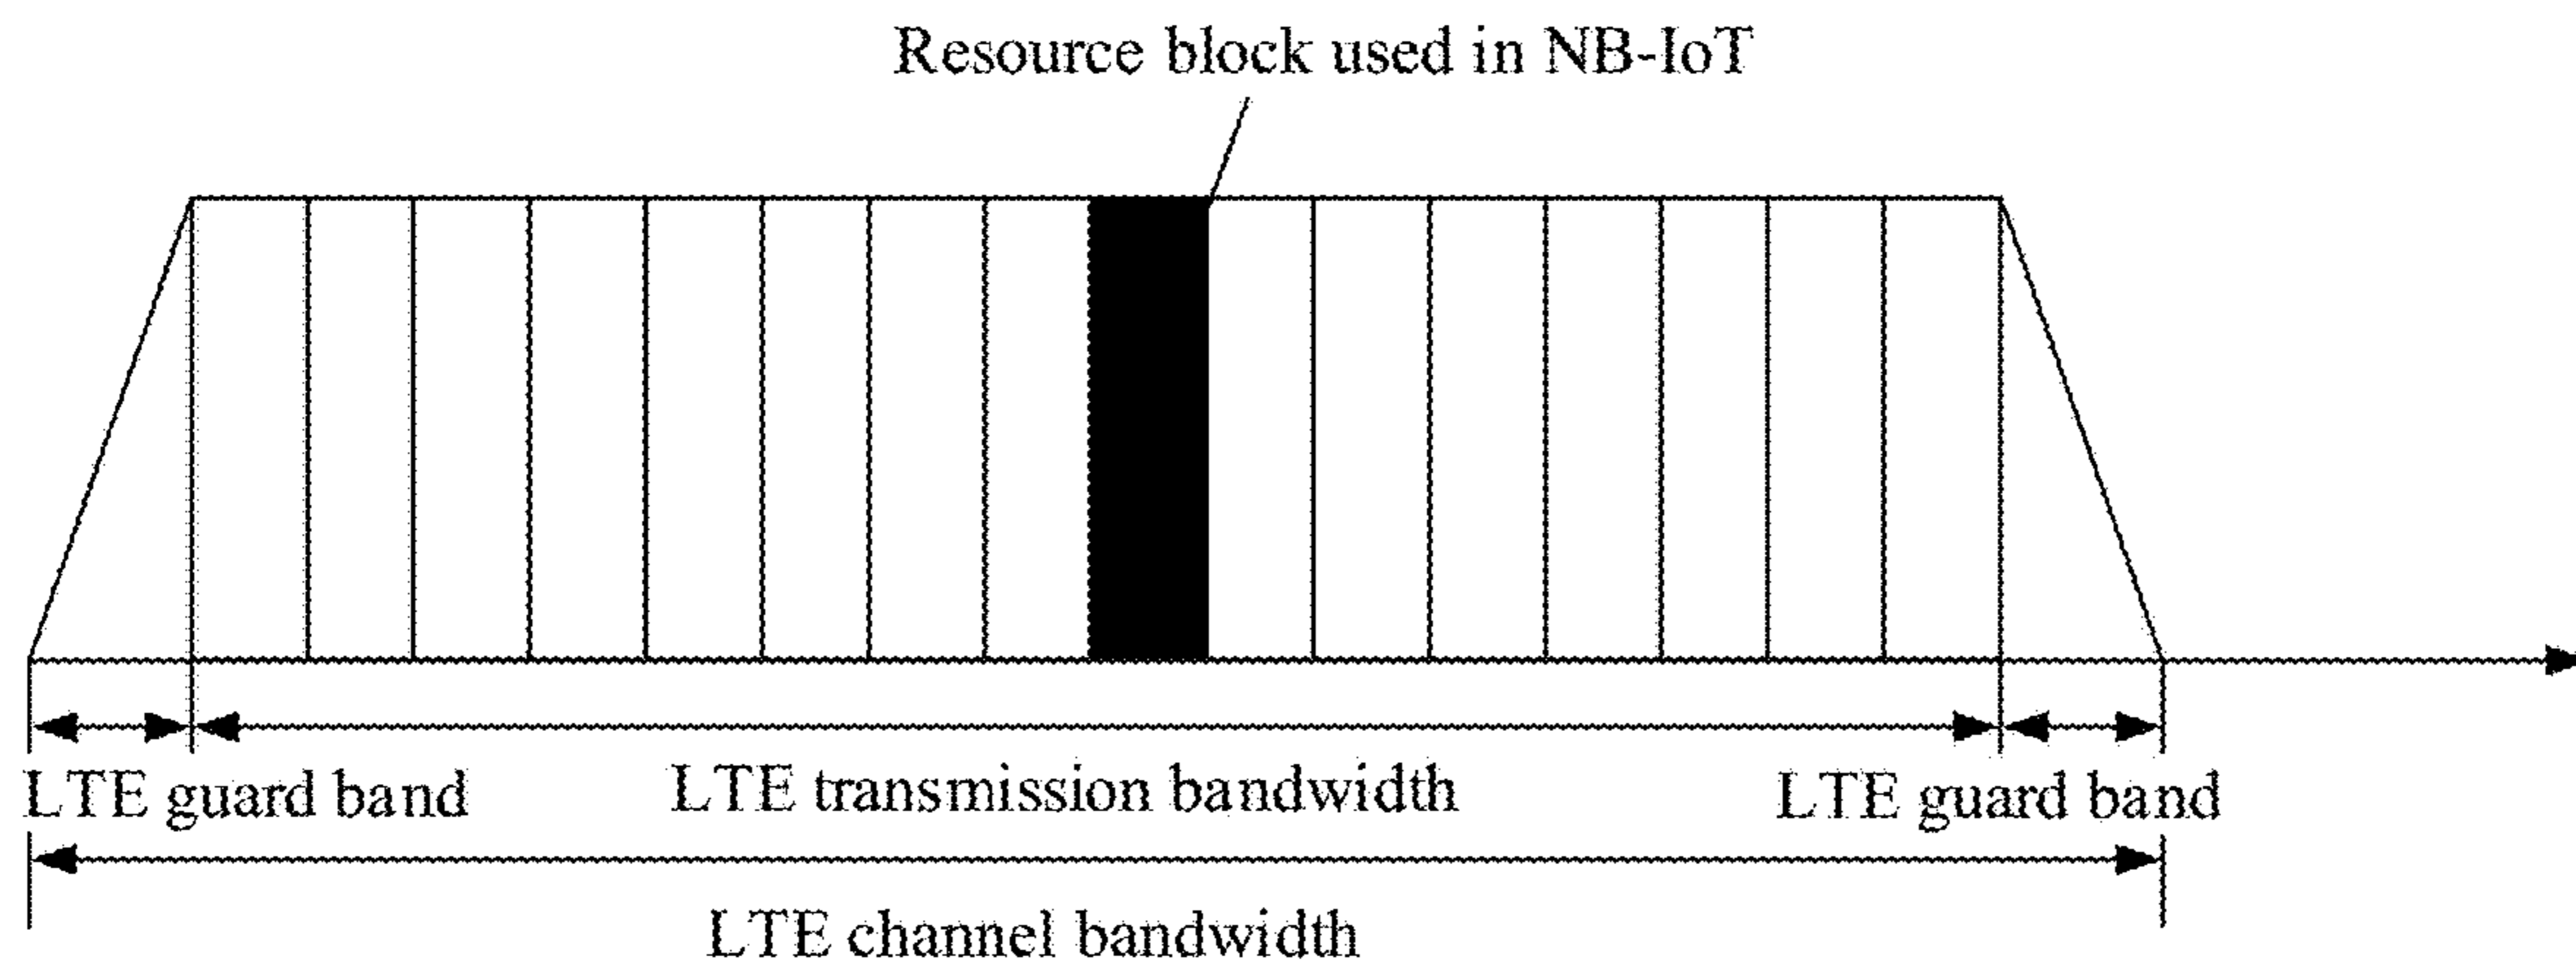 Resource block used in NB-IoT
LTE guard band
LTE transmission bandwidth
LTE guard band
LTE channel bandwidth